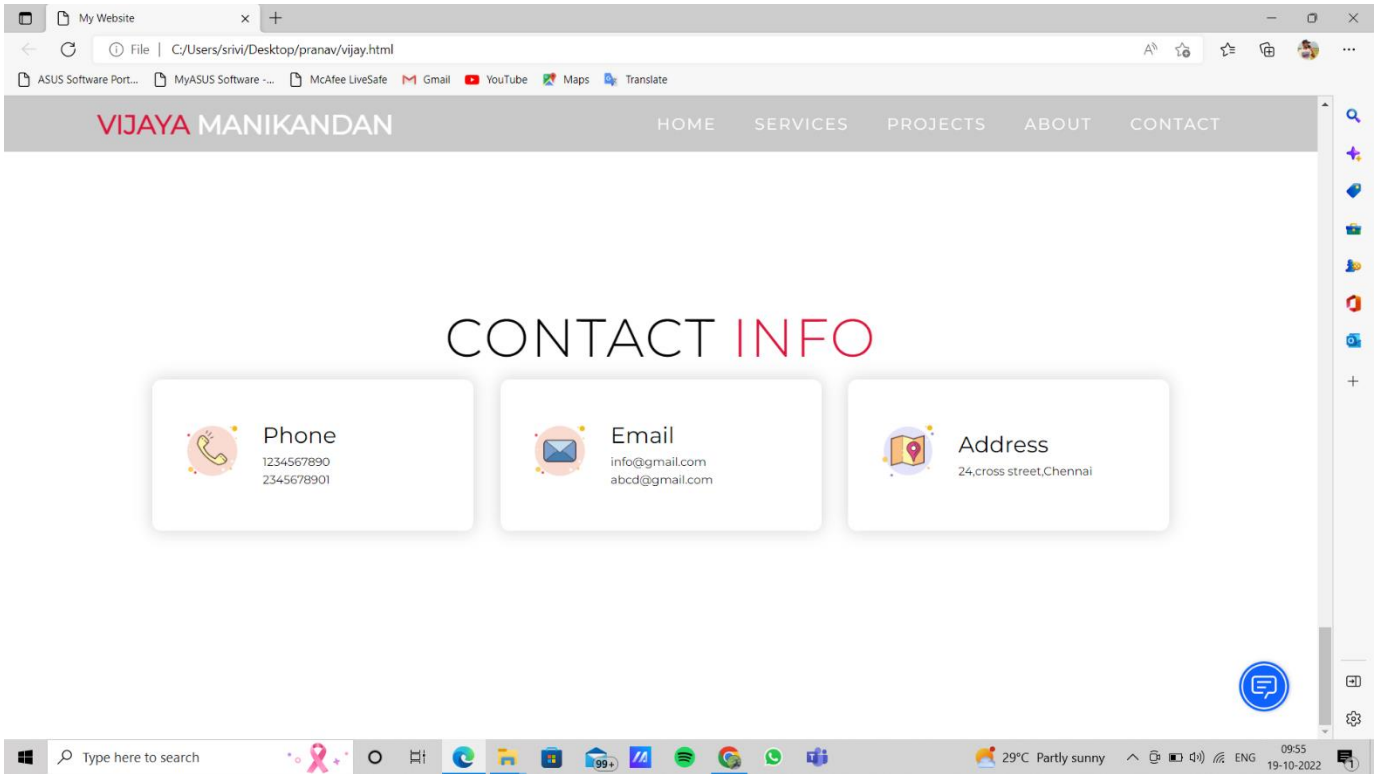 My Website
File | C:/Users/srivi/Desktop/pranav/vijay.html
ASUS Software Port... MyASUS Software -... McAfee LiveSafe Gmail YouTube Maps Translate
VIJAYA MANIKANDAN HOME SERVICES PROJECTS ABOUT CONTACT
CONTACT INFO
Phone
1234567890
2345678901
Email
info@gmail.com
abcd@gmail.com
Address
24,cross street,Chennai
Type here to search 99+ 29°C Partly sunny ENG 09:55
19-10-2022 1